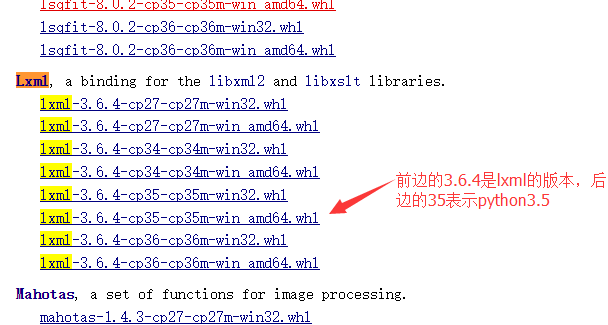 lsqfit-8.0.2-cp35-cp35m-win_amd64.whl
lsqfit-8.0.2-cp36-cp36m-win32.whl
lsqfit-8.0.2-cp36-cp36m-win_amd64.whl
Lxml, a binding for the libxml2 and libxslt libraries.
lxml-3.6.4-cp27-cp27m-win32.whl
lxml-3.6.4-cp27-cp27m-win_amd64.whl
lxml-3.6.4-cp34-cp34m-win32.whl
lxml-3.6.4-cp34-cp34m-win_amd64.whl
lxml-3.6.4-cp35-cp35m-win32.whl
lxml-3.6.4-cp35-cp35m-win_amd64.whl
lxml-3.6.4-cp36-cp36m-win32.whl
lxml-3.6.4-cp36-cp36m-win_amd64.whl
前边的3.6.4是lxml的版本，后
边的35表示python3.5
Mahotas, a set of functions for image processing.
mahotas-1.4.3-cp27-cp27m-win32.whl